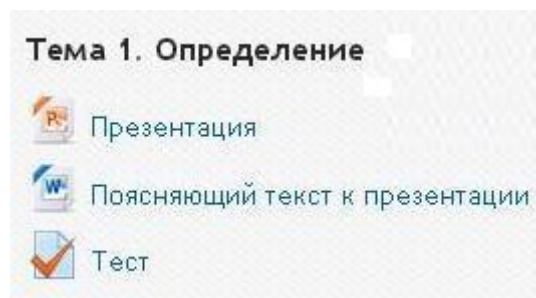 Тема 1. Определение
Презентация
Поясняющий текст к презентации
Тест